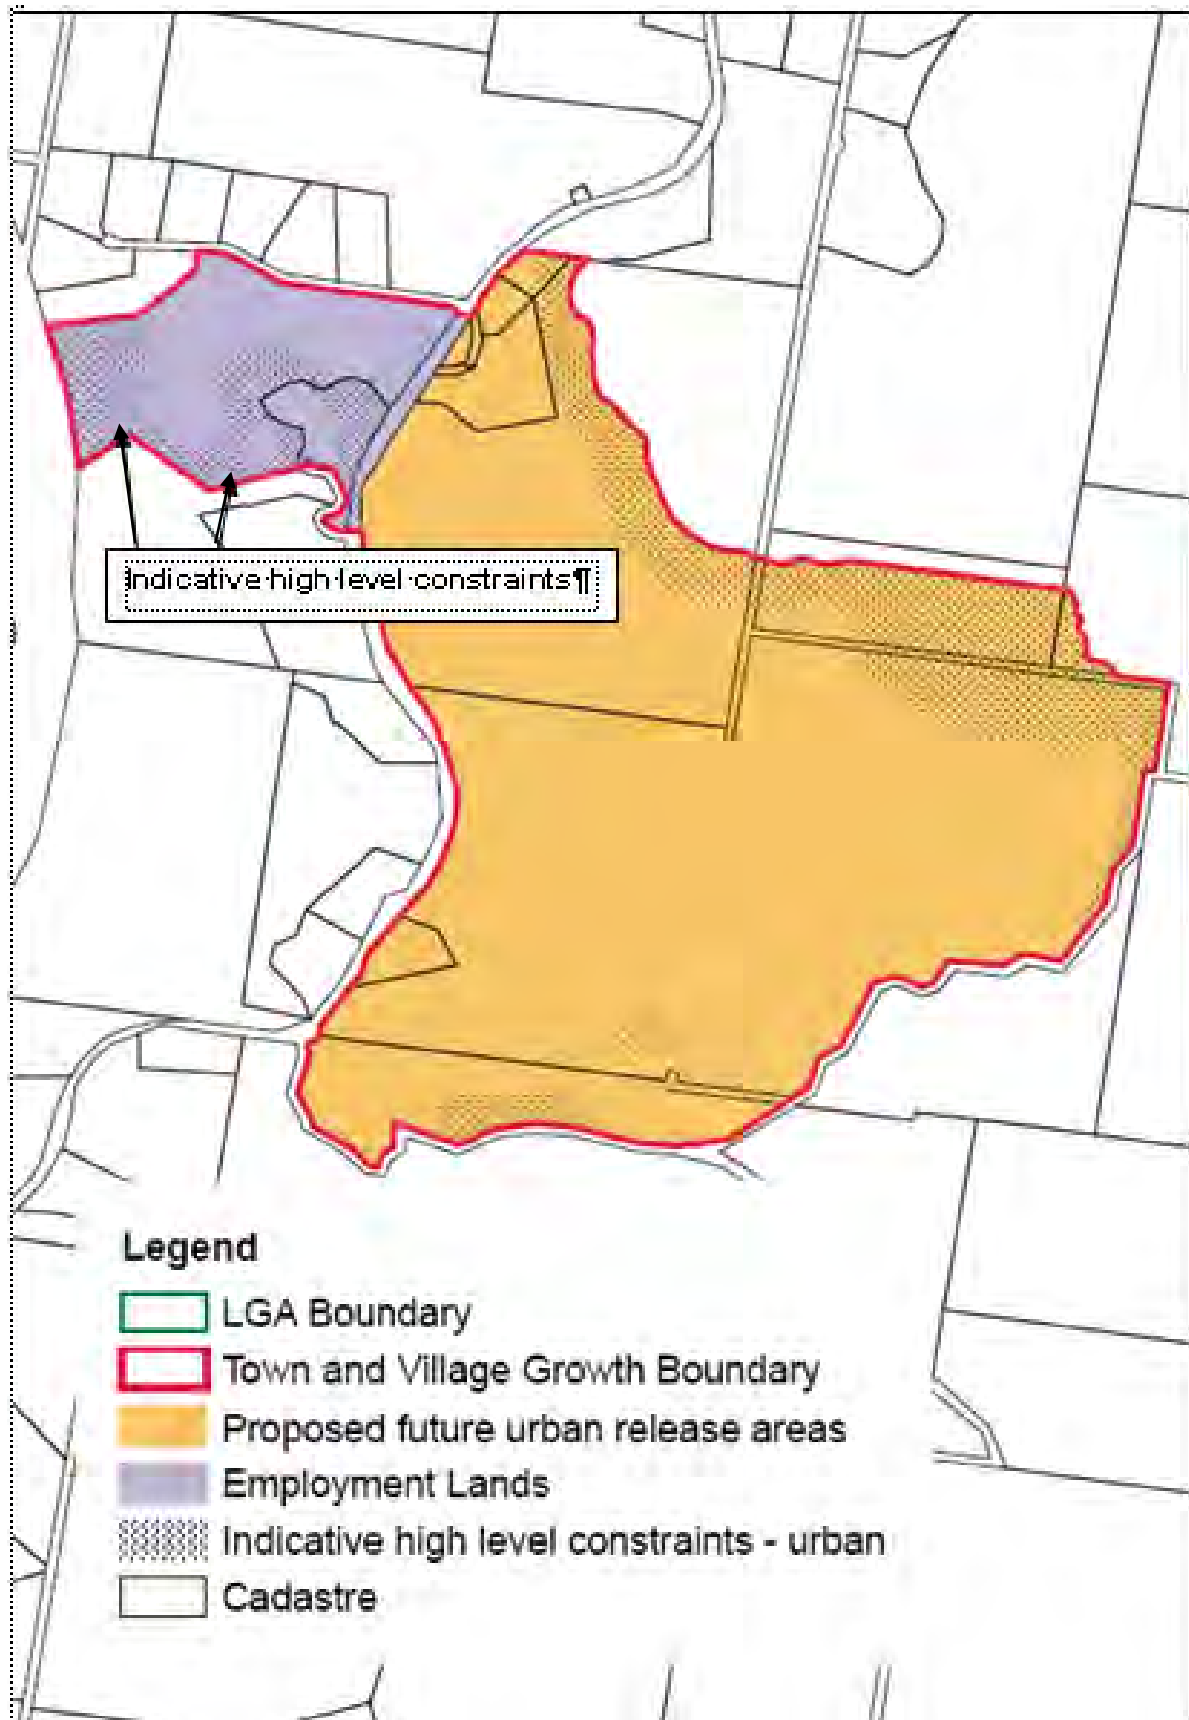 Indicative·high·level·constraints¶
Legend
LGA Boundary
Town and Village Growth Boundary
Proposed future urban release areas
Employment Lands
Indicative high level constraints - urban
Cadastre